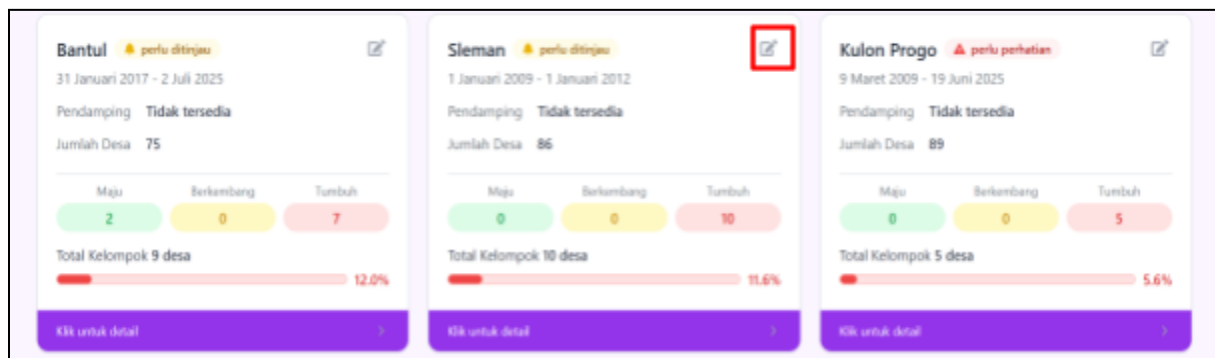 Bantul perlu ditinjau
31 Januari 2017 - 2 Juli 2025
Pendamping Tidak tersedia
Jumlah Desa 75
Maju Berkembang Tumbuh
2 0 7
Total Kelompok 9 desa
12.0%
Klik untuk detail
Sleman perlu ditinjau
1 Januari 2009 - 1 Januari 2012
Pendamping Tidak tersedia
Jumlah Desa 86
Maju Berkembang Tumbuh
0 0 10
Total Kelompok 10 desa
11.6%
Klik untuk detail
Kulon Progo perlu perhatian
9 Maret 2009 - 19 Juni 2025
Pendamping Tidak tersedia
Jumlah Desa 89
Maju Berkembang Tumbuh
0 0 5
Total Kelompok 5 desa
5.6%
Klik untuk detail